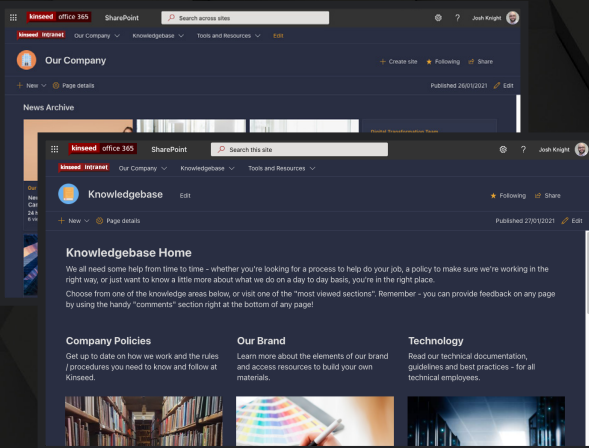 kinseed office 365 SharePoint Search across sites ? Josh Knight
kinseed Intranet Our Company Knowledgebase Tools and Resources Edit
Our Company + Create site ★ Following Share
+ New Page details Published 26/01/2021 Edit
News Archive
Digital Transformation Team
kinseed office 365 SharePoint Search this site ? Josh Knight
kinseed Intranet Our Company Knowledgebase Tools and Resources
Knowledgebase Edit ★ Following Share
+ New Page details Published 27/01/2021 Edit
Knowledgebase Home
We all need some help from time to time - whether you're looking for a process to help do your job, a policy to make sure we're working in the
right way, or just want to know a little more about what we do on a day to day basis, you're in the right place.
Choose from one of the knowledge areas below, or visit one of the "most viewed sections". Remember - you can provide feedback on any page
by using the handy "comments" section right at the bottom of any page!
Company Policies Our Brand Technology
Get up to date on how we work and the rules Learn more about the elements of our brand Read our technical documentation,
/ procedures you need to know and follow at and access resources to build your own guidelines and best practices - for all
Kinseed. materials. technical employees.